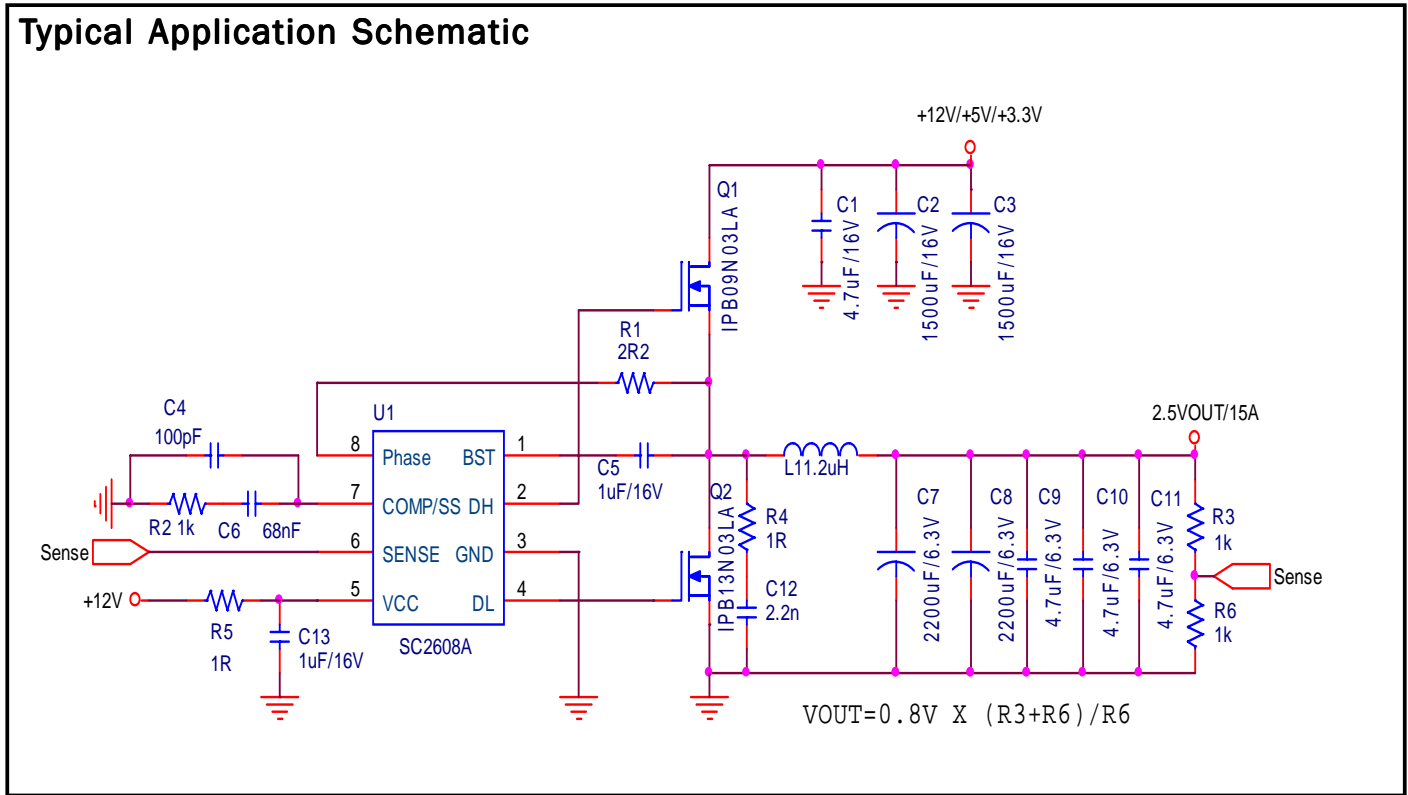 Typical Application Schematic
+12V/+5V/+3.3V
Q1
IPB09N03LA
C1
4.7uF/16V
C2
1500uF/16V
C3
1500uF/16V
R1
2R2
C4
100pF
U1
2.5VOUT/15A
8
Phase
BST
1
C5
1uF/16V
L11.2uH
7
COMP/SS
DH
2
R2 1k
C6
68nF
Q2
IPB13N03LA
R4
1R
C7
2200uF/6.3V
C8
2200uF/6.3V
C9
4.7uF/6.3V
C10
4.7uF/6.3V
C11
4.7uF/6.3V
R3
1k
Sense
6
SENSE
GND
3
Sense
+12V
5
VCC
DL
4
C12
2.2n
R6
1k
R5
1R
C13
1uF/16V
SC2608A
VOUT=0.8V X (R3+R6)/R6